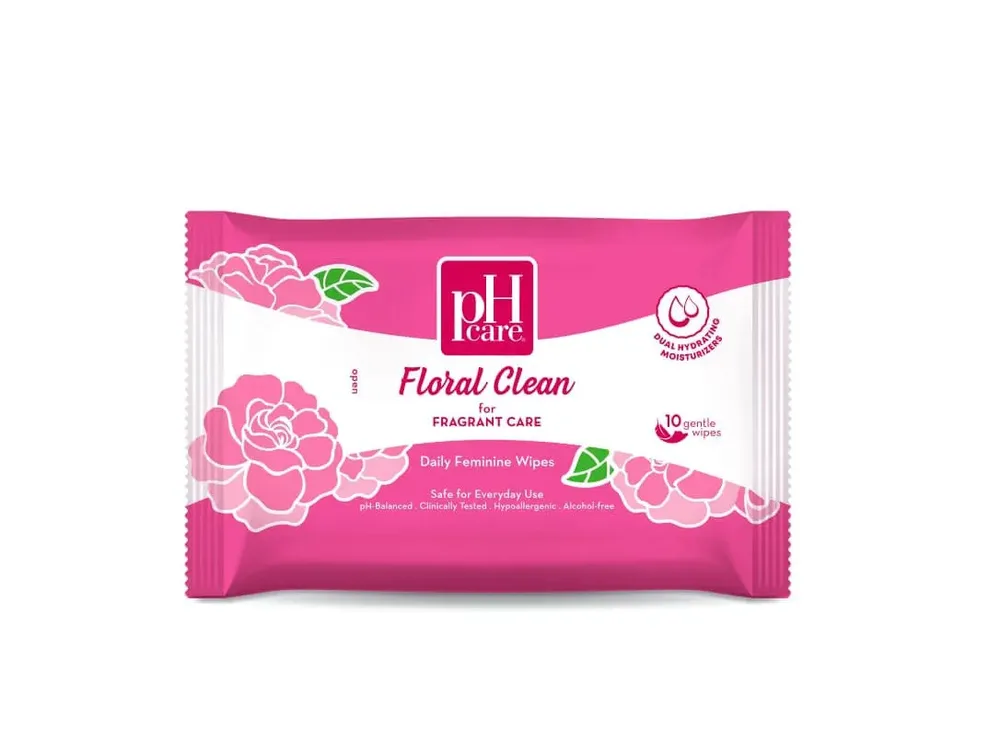 pH
care®
DUAL HYDRATING
MOISTURIZERS
open
Floral Clean
for
FRAGRANT CARE
10 gentle
wipes
Daily Feminine Wipes
Safe for Everyday Use
pH-Balanced . Clinically Tested . Hypoallergenic . Alcohol-free